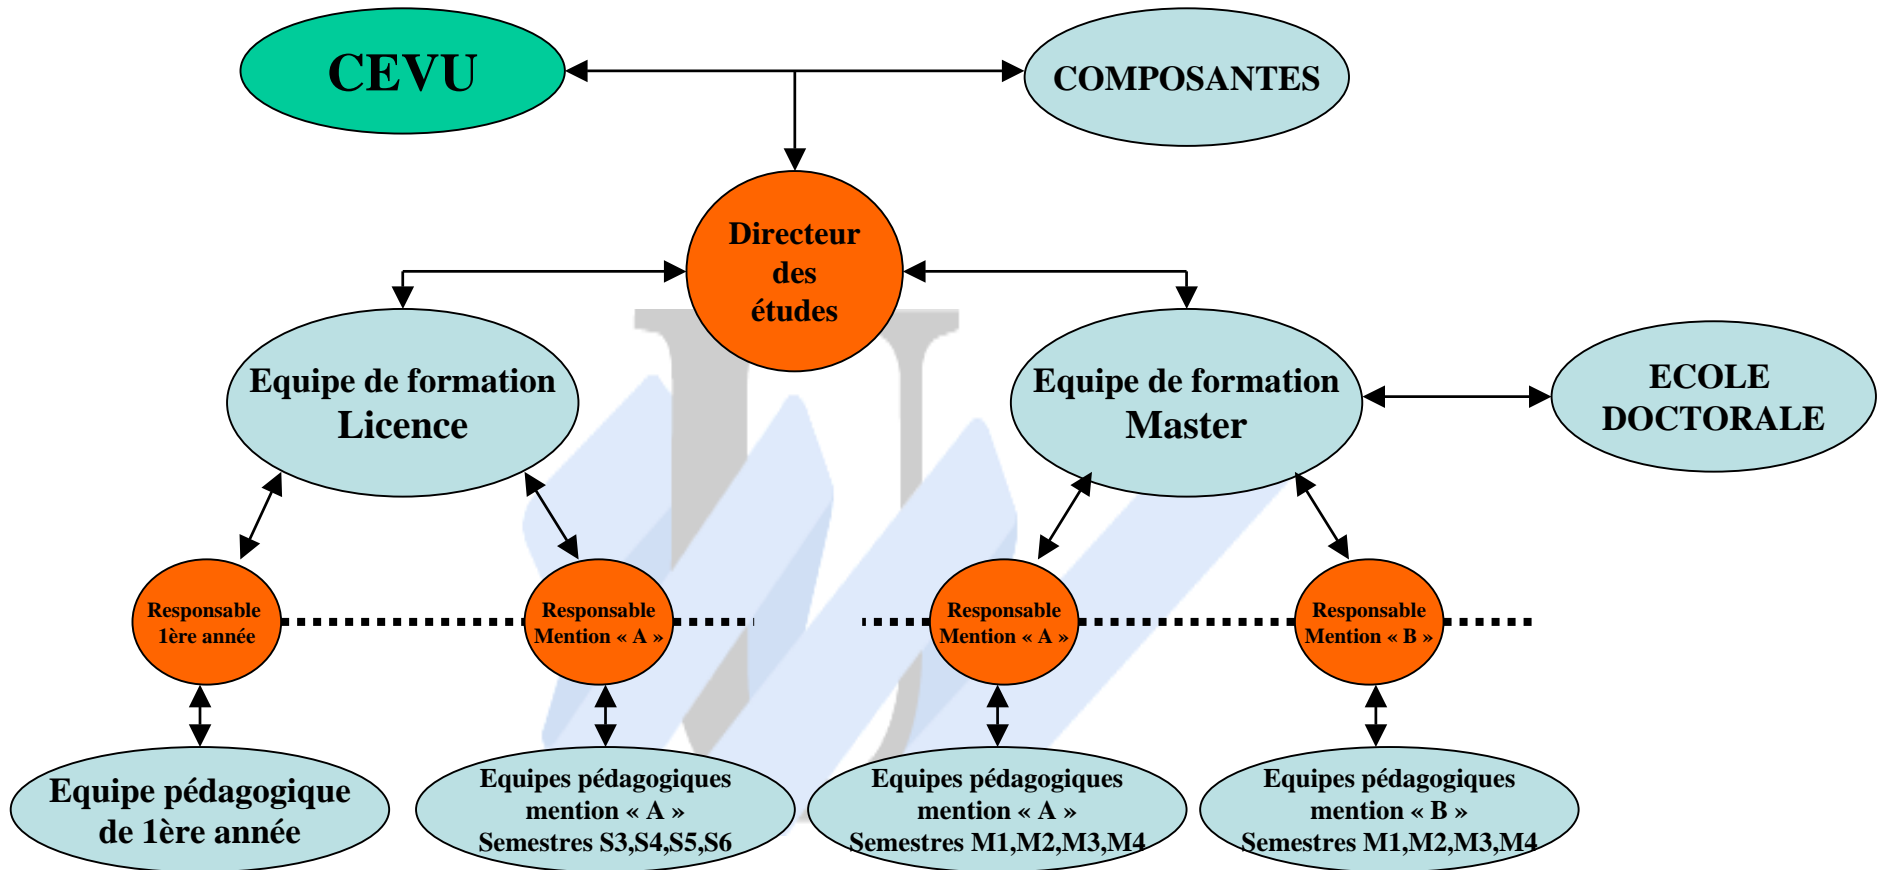 CEVU
COMPOSANTES
Directeur
des
études
Equipe de formation
Licence
Equipe de formation
Master
ECOLE
DOCTORALE
Responsable
1ère année
Responsable
Mention « A »
Responsable
Mention « A »
Responsable
Mention « B »
Equipe pédagogique
de 1ère année
Equipes pédagogiques
mention « A »
Semestres S3,S4,S5,S6
Equipes pédagogiques
mention « A »
Semestres M1,M2,M3,M4
Equipes pédagogiques
mention « B »
Semestres M1,M2,M3,M4